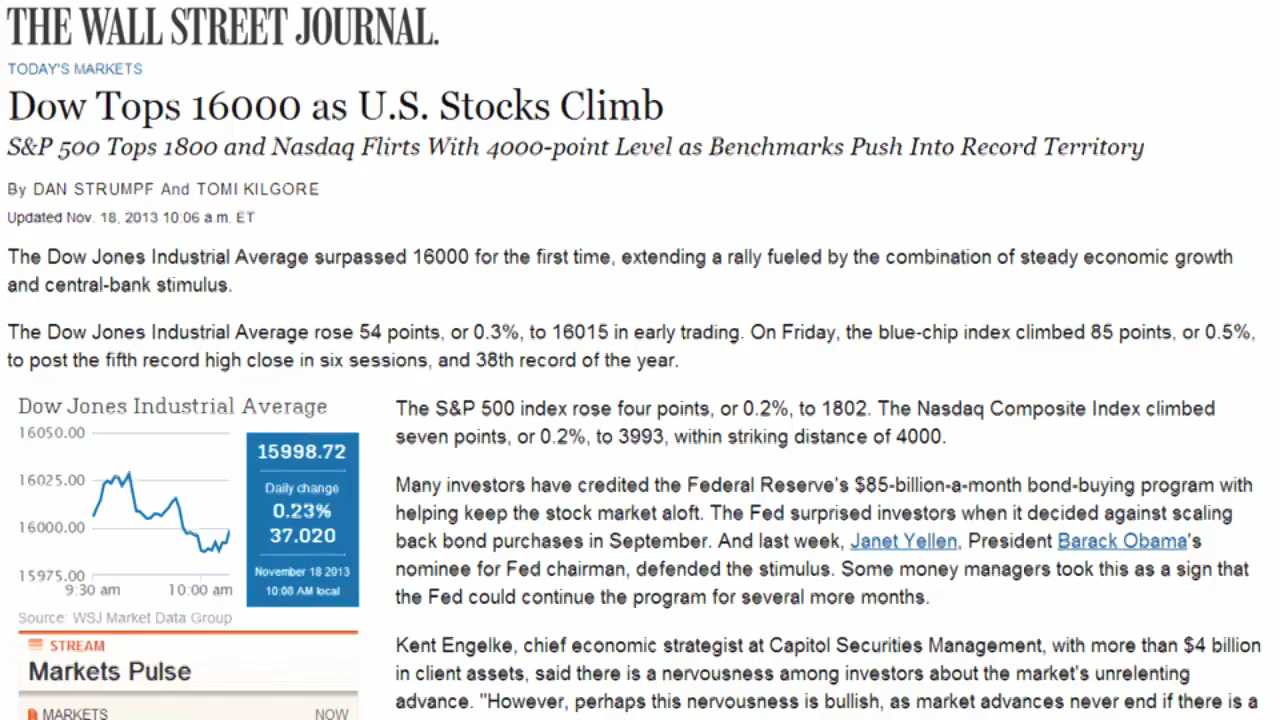 THE WALL STREET JOURNAL.
TODAY'S MARKETS
Dow Tops 16000 as U.S. Stocks Climb
S&P 500 Tops 1800 and Nasdaq Flirts With 4000-point Level as Benchmarks Push Into Record Territory
By DAN STRUMPF And TOMI KILGORE
Updated Nov. 18, 2013 10:06 a.m. ET
The Dow Jones Industrial Average surpassed 16000 for the first time, extending a rally fueled by the combination of steady economic growth
and central-bank stimulus.
The Dow Jones Industrial Average rose 54 points, or 0.3%, to 16015 in early trading. On Friday, the blue-chip index climbed 85 points, or 0.5%,
to post the fifth record high close in six sessions, and 38th record of the year.
Dow Jones Industrial Average
16050.00
16025.00
16000.00
15975.00
9:30 am 10:00 am
15998.72
Daily change
0.23%
37.020
November 18 2013
10:08 AM local
Source: WSJ Market Data Group
STREAM
Markets Pulse
MARKETS NOW
The S&P 500 index rose four points, or 0.2%, to 1802. The Nasdaq Composite Index climbed
seven points, or 0.2%, to 3993, within striking distance of 4000.
Many investors have credited the Federal Reserve's $85-billion-a-month bond-buying program with
helping keep the stock market aloft. The Fed surprised investors when it decided against scaling
back bond purchases in September. And last week, Janet Yellen, President Barack Obama's
nominee for Fed chairman, defended the stimulus. Some money managers took this as a sign that
the Fed could continue the program for several more months.
Kent Engelke, chief economic strategist at Capitol Securities Management, with more than $4 billion
in client assets, said there is a nervousness among investors about the market's unrelenting
advance. "However, perhaps this nervousness is bullish, as market advances never end if there is a